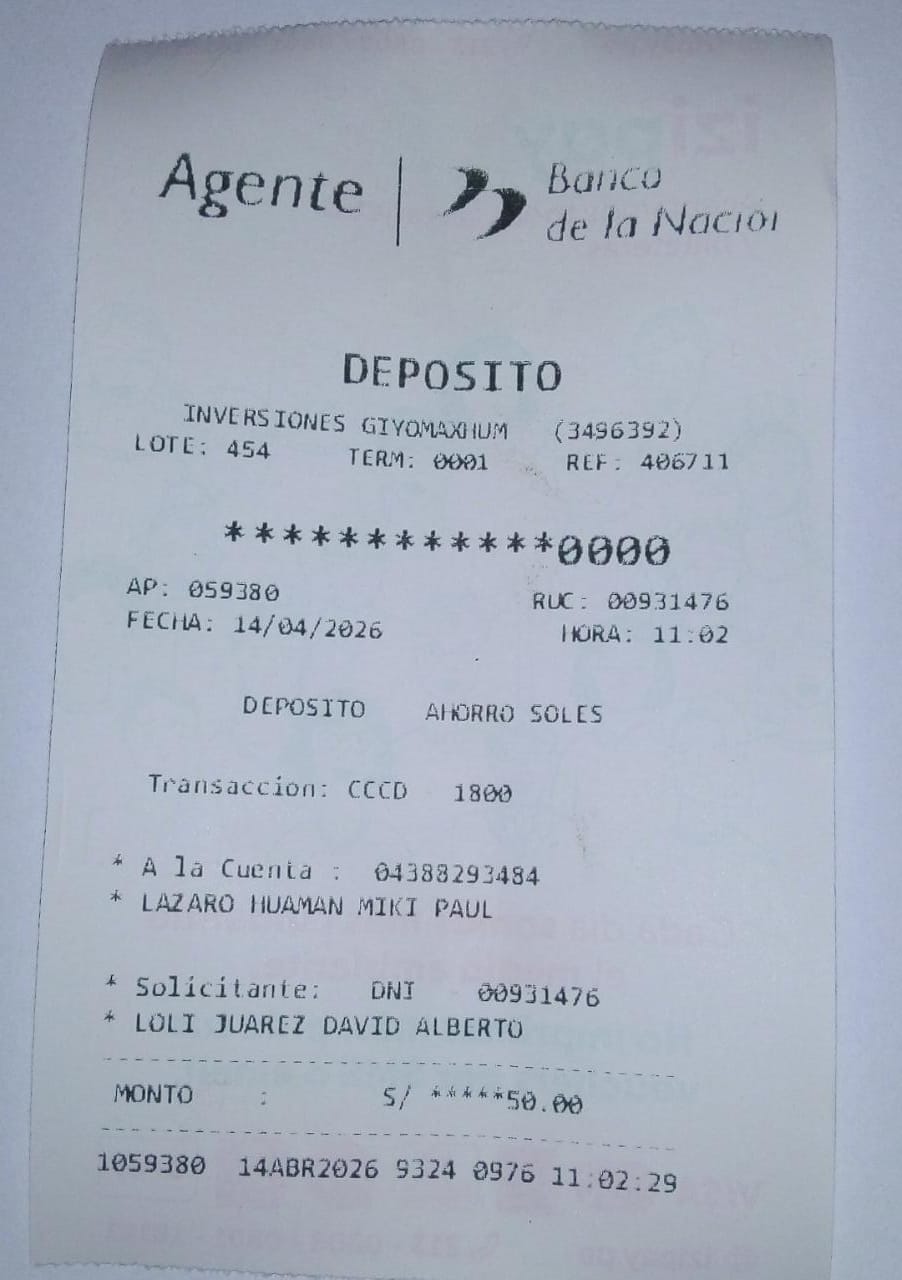 Agente | Banco
de la Nación
DEPOSITO
INVERSIONES GIYOMAXHUM (3496392)
LOTE: 454 TERM: 0001 REF: 406711
************0000
AP: 059380 RUC: 00931476
FECHA: 14/04/2026 HORA: 11:02
DEPOSITO AHORRO SOLES
Transaccion: CCCD 1800
* A la Cuenta : 04388293484
* LAZARO HUAMAN MIKI PAUL
* Solicitante: DNI 00931476
* LOLI JUAREZ DAVID ALBERTO
MONTO : S/ *****50.00
1059380 14ABR2026 9324 0976 11:02:29